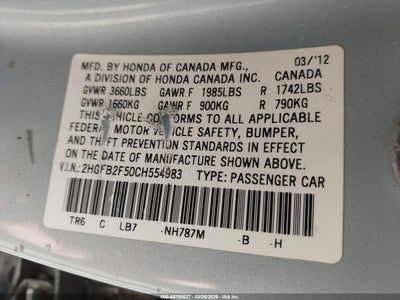 MFD. BY HONDA OF CANADA MFG., 03/'12
A DIVISION OF HONDA CANADA INC. CANADA
GVWR 3660LBS GAWR F 1985LBS R 1742LBS
GVWR 1660KG GAWR F 900KG R 790KG
THIS VEHICLE CONFORMS TO ALL APPLICABLE
FEDERAL MOTOR VEHICLE SAFETY, BUMPER,
AND THEFT PREVENTION STANDARDS IN EFFECT
ON THE DATE OF MANUFACTURE SHOWN ABOVE.
V.I.N.: 2HGFB2F50CH554983 TYPE: PASSENGER CAR
TR6 C LB7 -NH787M -B -H